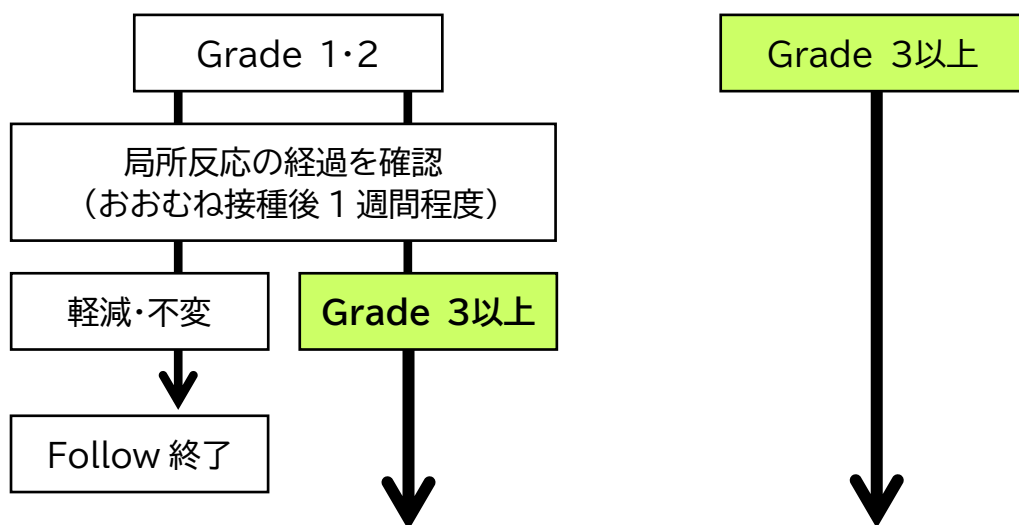 Grade 1・2
Grade 3以上
局所反応の経過を確認
(おおむね接種後1週間程度)
軽減・不変
Grade 3以上
Follow 終了